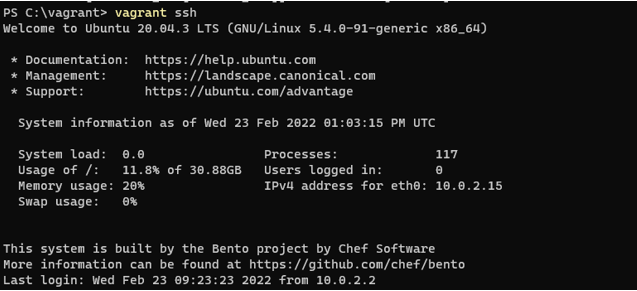 PS C:\vagrant> vagrant ssh
Welcome to Ubuntu 20.04.3 LTS (GNU/Linux 5.4.0-91-generic x86_64)
* Documentation:  https://help.ubuntu.com
* Management:     https://landscape.canonical.com
* Support:        https://ubuntu.com/advantage
System information as of Wed 23 Feb 2022 01:03:15 PM UTC
System load:  0.0                Processes:             117
Usage of /:   11.8% of 30.88GB   Users logged in:       0
Memory usage: 20%                IPv4 address for eth0: 10.0.2.15
Swap usage:   0%
This system is built by the Bento project by Chef Software
More information can be found at https://github.com/chef/bento
Last login: Wed Feb 23 09:23:23 2022 from 10.0.2.2